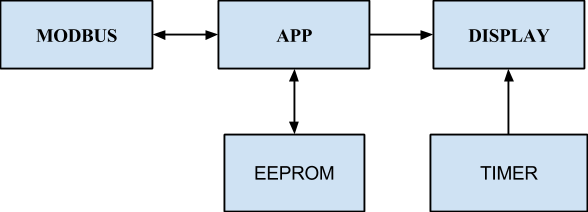 MODBUS
APP
DISPLAY
EEPROM
TIMER